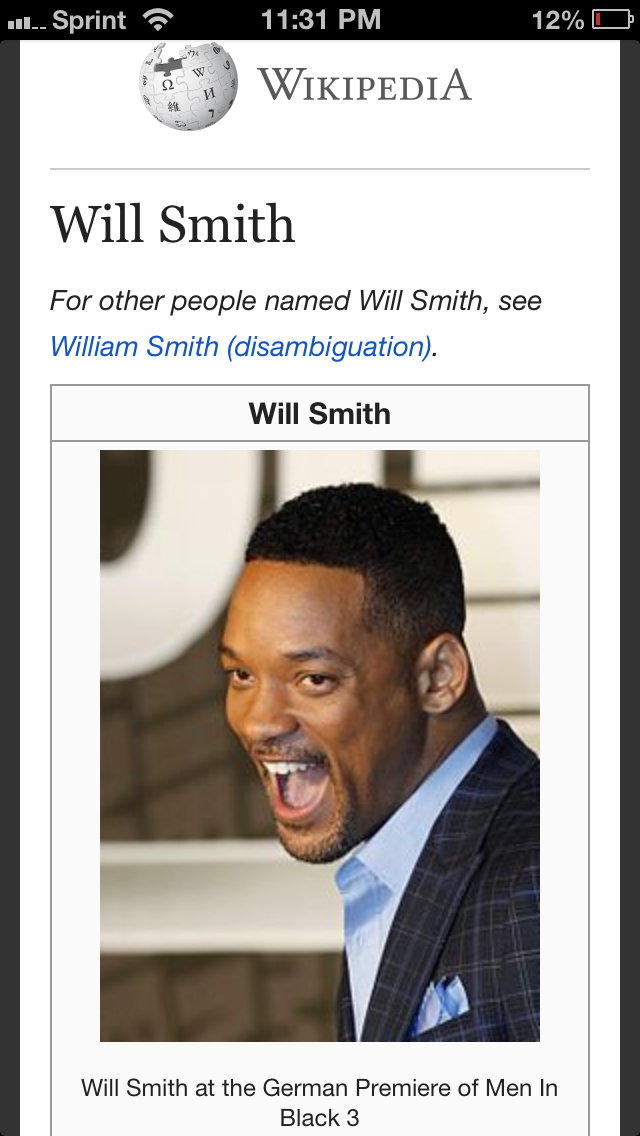 Sprint 11:31 PM 12%
Ω W И 維
WIKIPEDIA
Will Smith
For other people named Will Smith, see
William Smith (disambiguation).
Will Smith
Will Smith at the German Premiere of Men In
Black 3